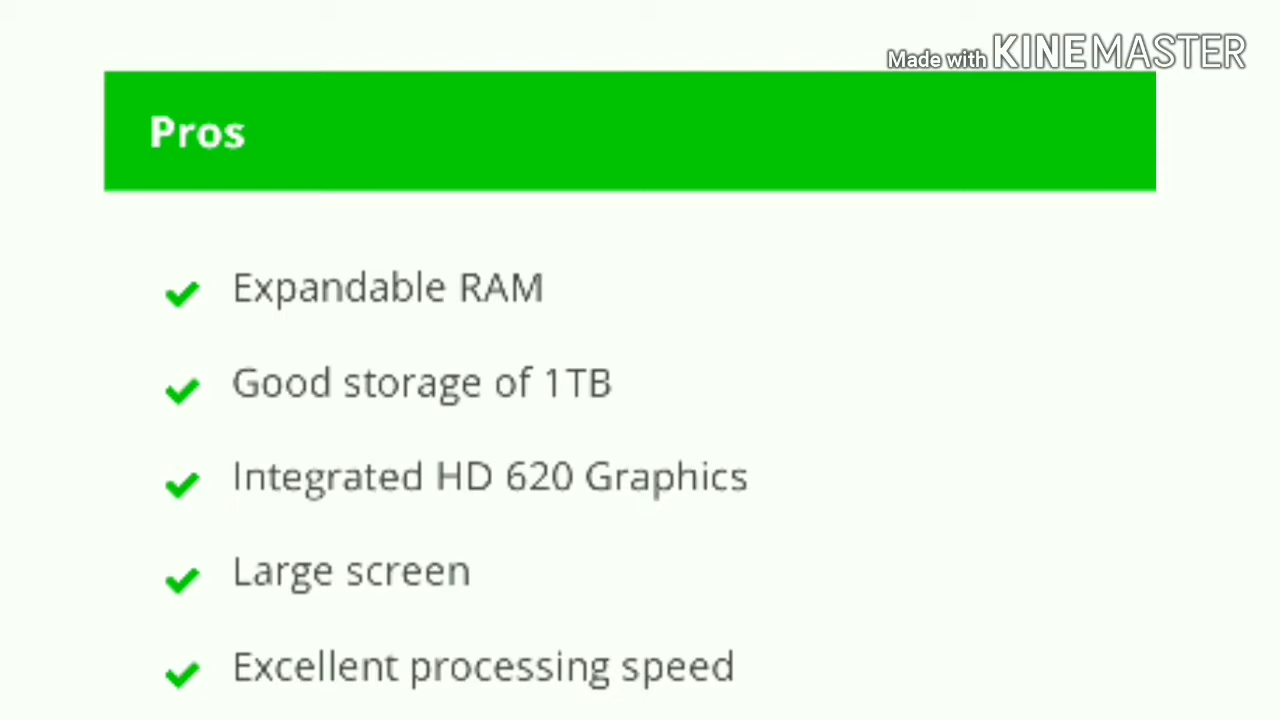 Made with KINEMASTER
Pros
Expandable RAM
Good storage of 1TB
Integrated HD 620 Graphics
Large screen
Excellent processing speed